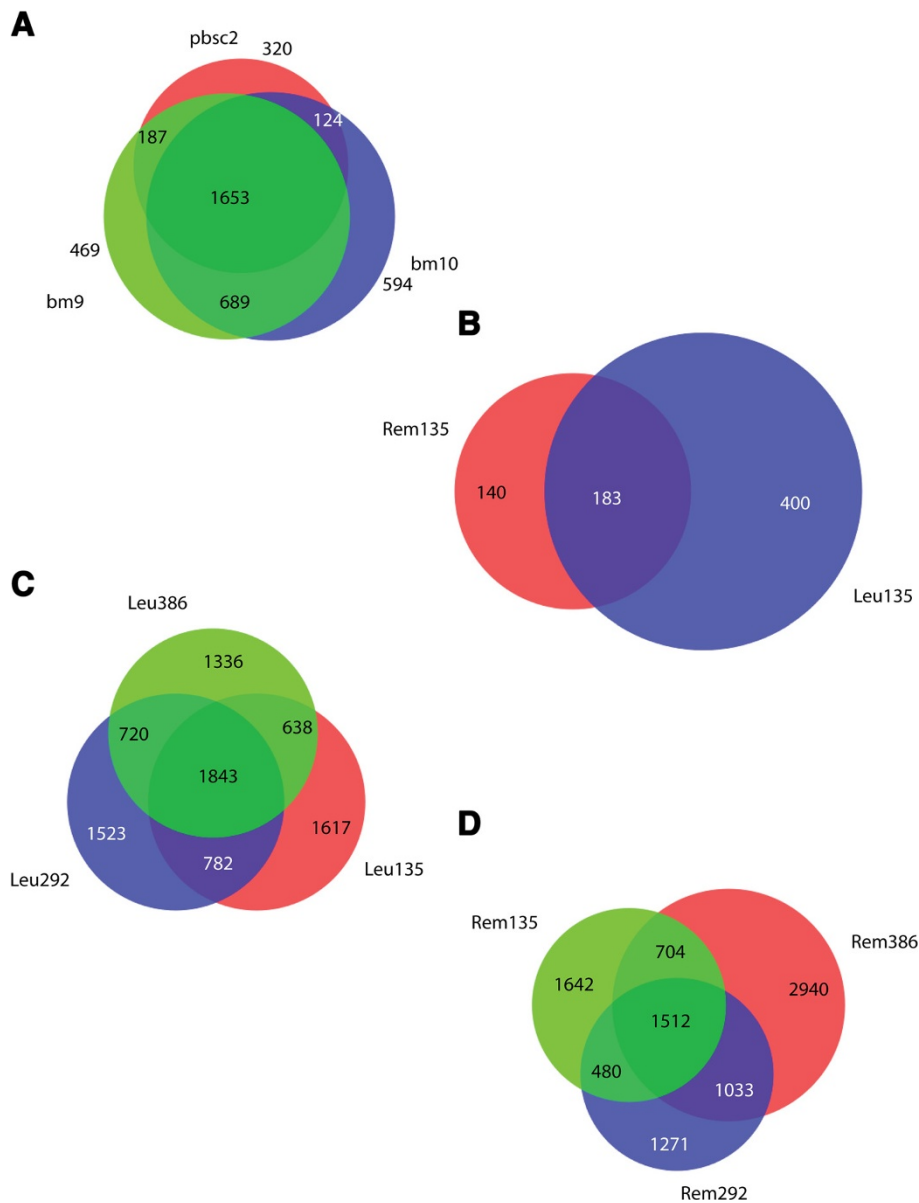 A
pbsc2
320
187
124
1653
469
bm10
594
bm9
689
B
Rem135
140
183
400
Leu135
C
Leu386
1336
720
638
1843
1523
1617
782
Leu135
Leu292
D
Rem135
704
Rem386
1642
2940
1512
480
1033
1271
Rem292